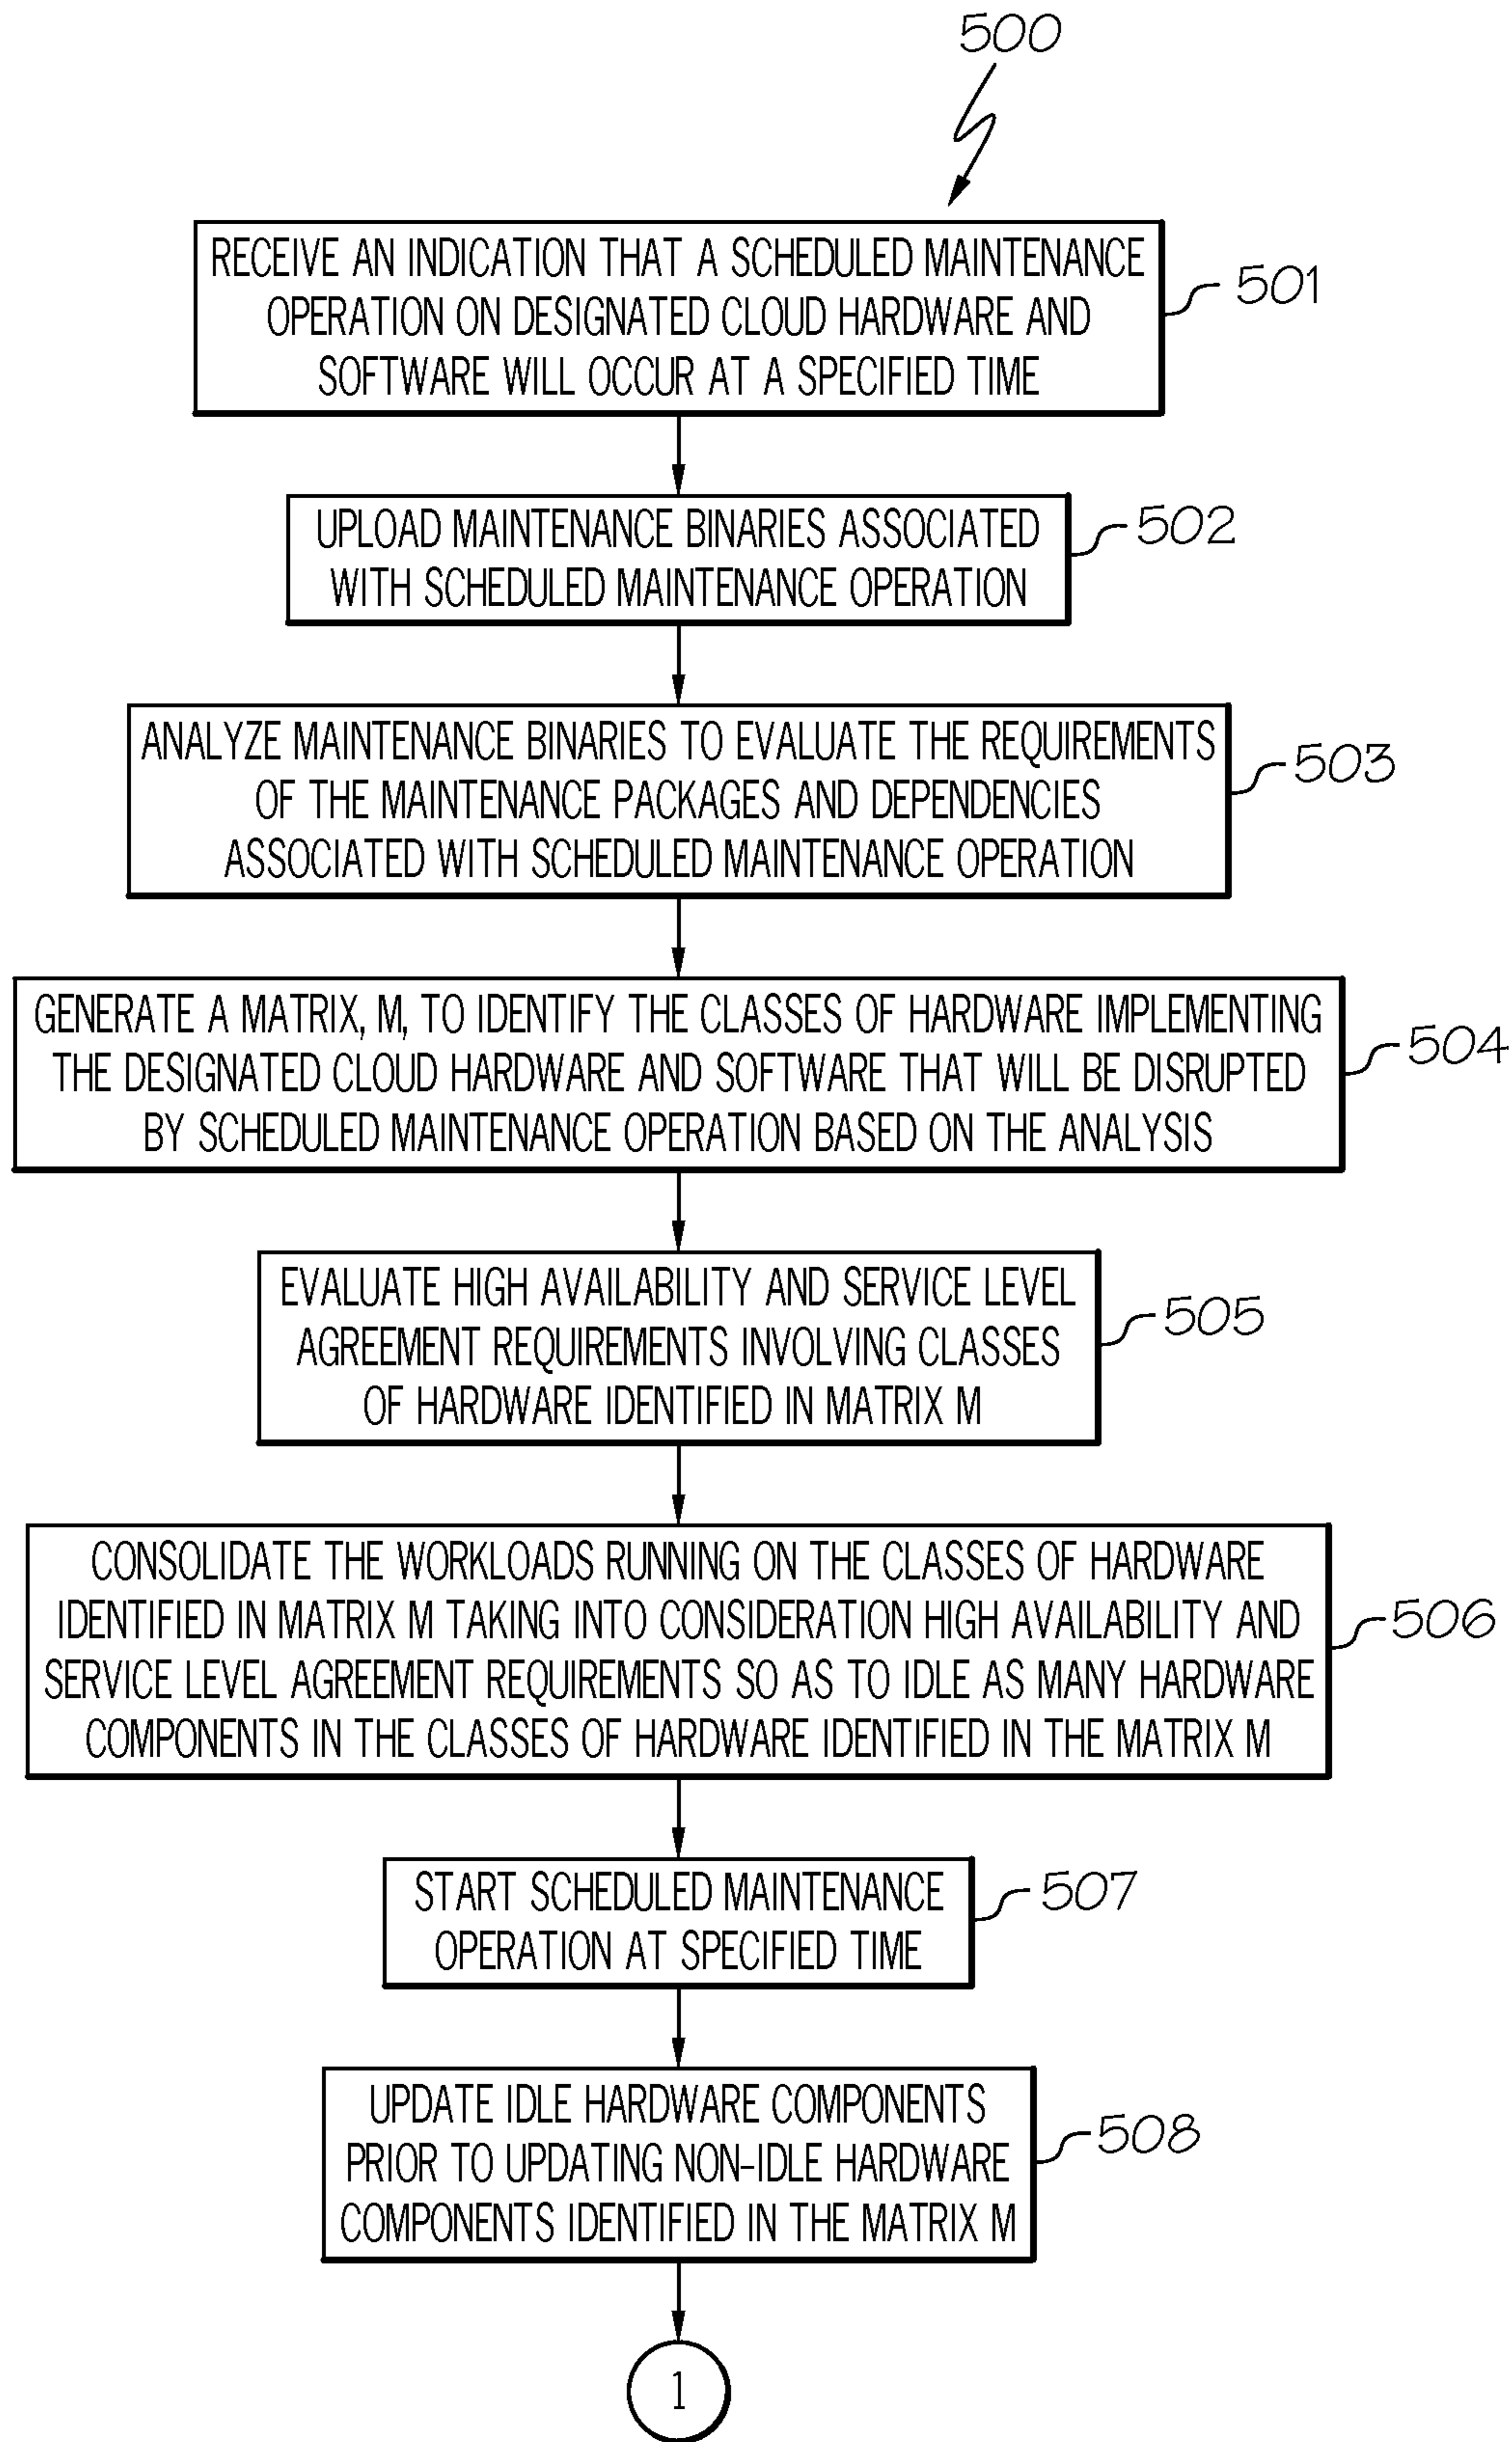 500
RECEIVE AN INDICATION THAT A SCHEDULED MAINTENANCE
OPERATION ON DESIGNATED CLOUD HARDWARE AND
SOFTWARE WILL OCCUR AT A SPECIFIED TIME
501
UPLOAD MAINTENANCE BINARIES ASSOCIATED
WITH SCHEDULED MAINTENANCE OPERATION
502
ANALYZE MAINTENANCE BINARIES TO EVALUATE THE REQUIREMENTS
OF THE MAINTENANCE PACKAGES AND DEPENDENCIES
ASSOCIATED WITH SCHEDULED MAINTENANCE OPERATION
503
GENERATE A MATRIX, M, TO IDENTIFY THE CLASSES OF HARDWARE IMPLEMENTING
THE DESIGNATED CLOUD HARDWARE AND SOFTWARE THAT WILL BE DISRUPTED
BY SCHEDULED MAINTENANCE OPERATION BASED ON THE ANALYSIS
504
EVALUATE HIGH AVAILABILITY AND SERVICE LEVEL
AGREEMENT REQUIREMENTS INVOLVING CLASSES
OF HARDWARE IDENTIFIED IN MATRIX M
505
CONSOLIDATE THE WORKLOADS RUNNING ON THE CLASSES OF HARDWARE
IDENTIFIED IN MATRIX M TAKING INTO CONSIDERATION HIGH AVAILABILITY AND
SERVICE LEVEL AGREEMENT REQUIREMENTS SO AS TO IDLE AS MANY HARDWARE
COMPONENTS IN THE CLASSES OF HARDWARE IDENTIFIED IN THE MATRIX M
506
START SCHEDULED MAINTENANCE
OPERATION AT SPECIFIED TIME
507
UPDATE IDLE HARDWARE COMPONENTS
PRIOR TO UPDATING NON-IDLE HARDWARE
COMPONENTS IDENTIFIED IN THE MATRIX M
508
1